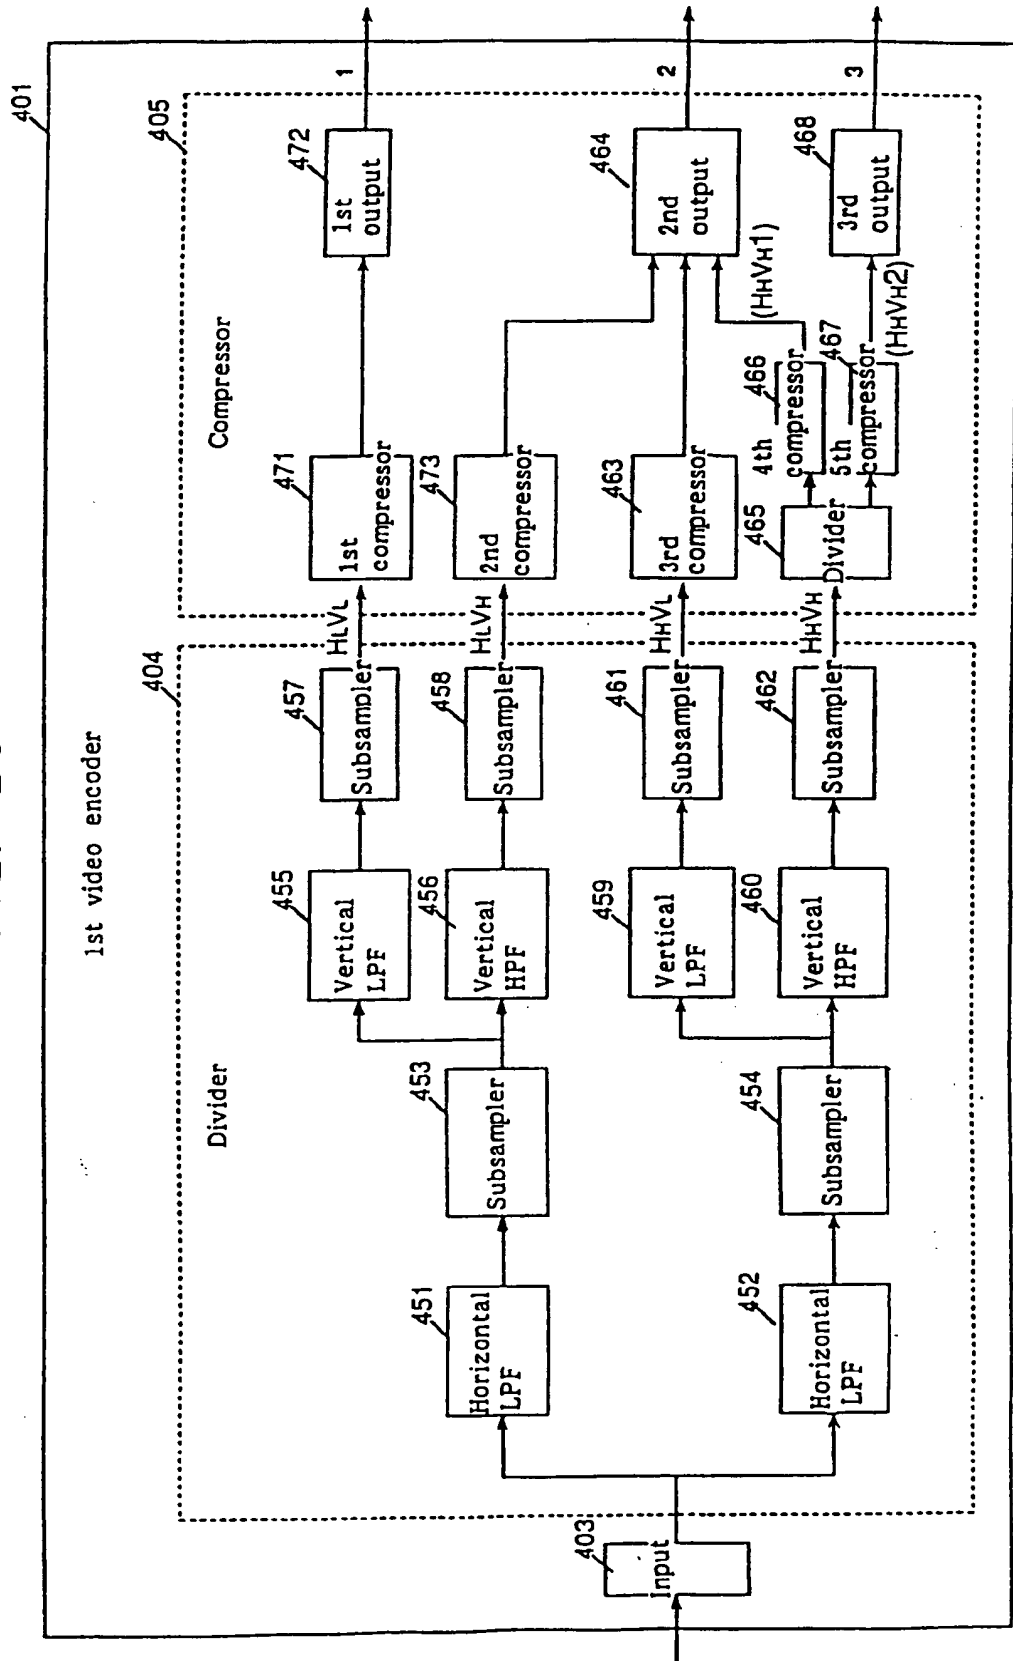 401
1st video encoder
404
Divider
405
Compressor
403
Input
451
Horizontal
LPF
453
Subsampler
455
Vertical
LPF
456
Vertical
HPF
457
Subsampler
458
Subsampler
HLVL
HLVH
471
1st
compressor
473
2nd
compressor
472
1st
output
1
452
Horizontal
LPF
454
Subsampler
459
Vertical
LPF
460
Vertical
HPF
461
Subsampler
462
Subsampler
HHVL
HHVH
463
3rd
compressor
465
Divider
466
4th
compressor
467
5th
compressor
(HHVH1)
(HHVH2)
464
2nd
output
2
468
3rd
output
3